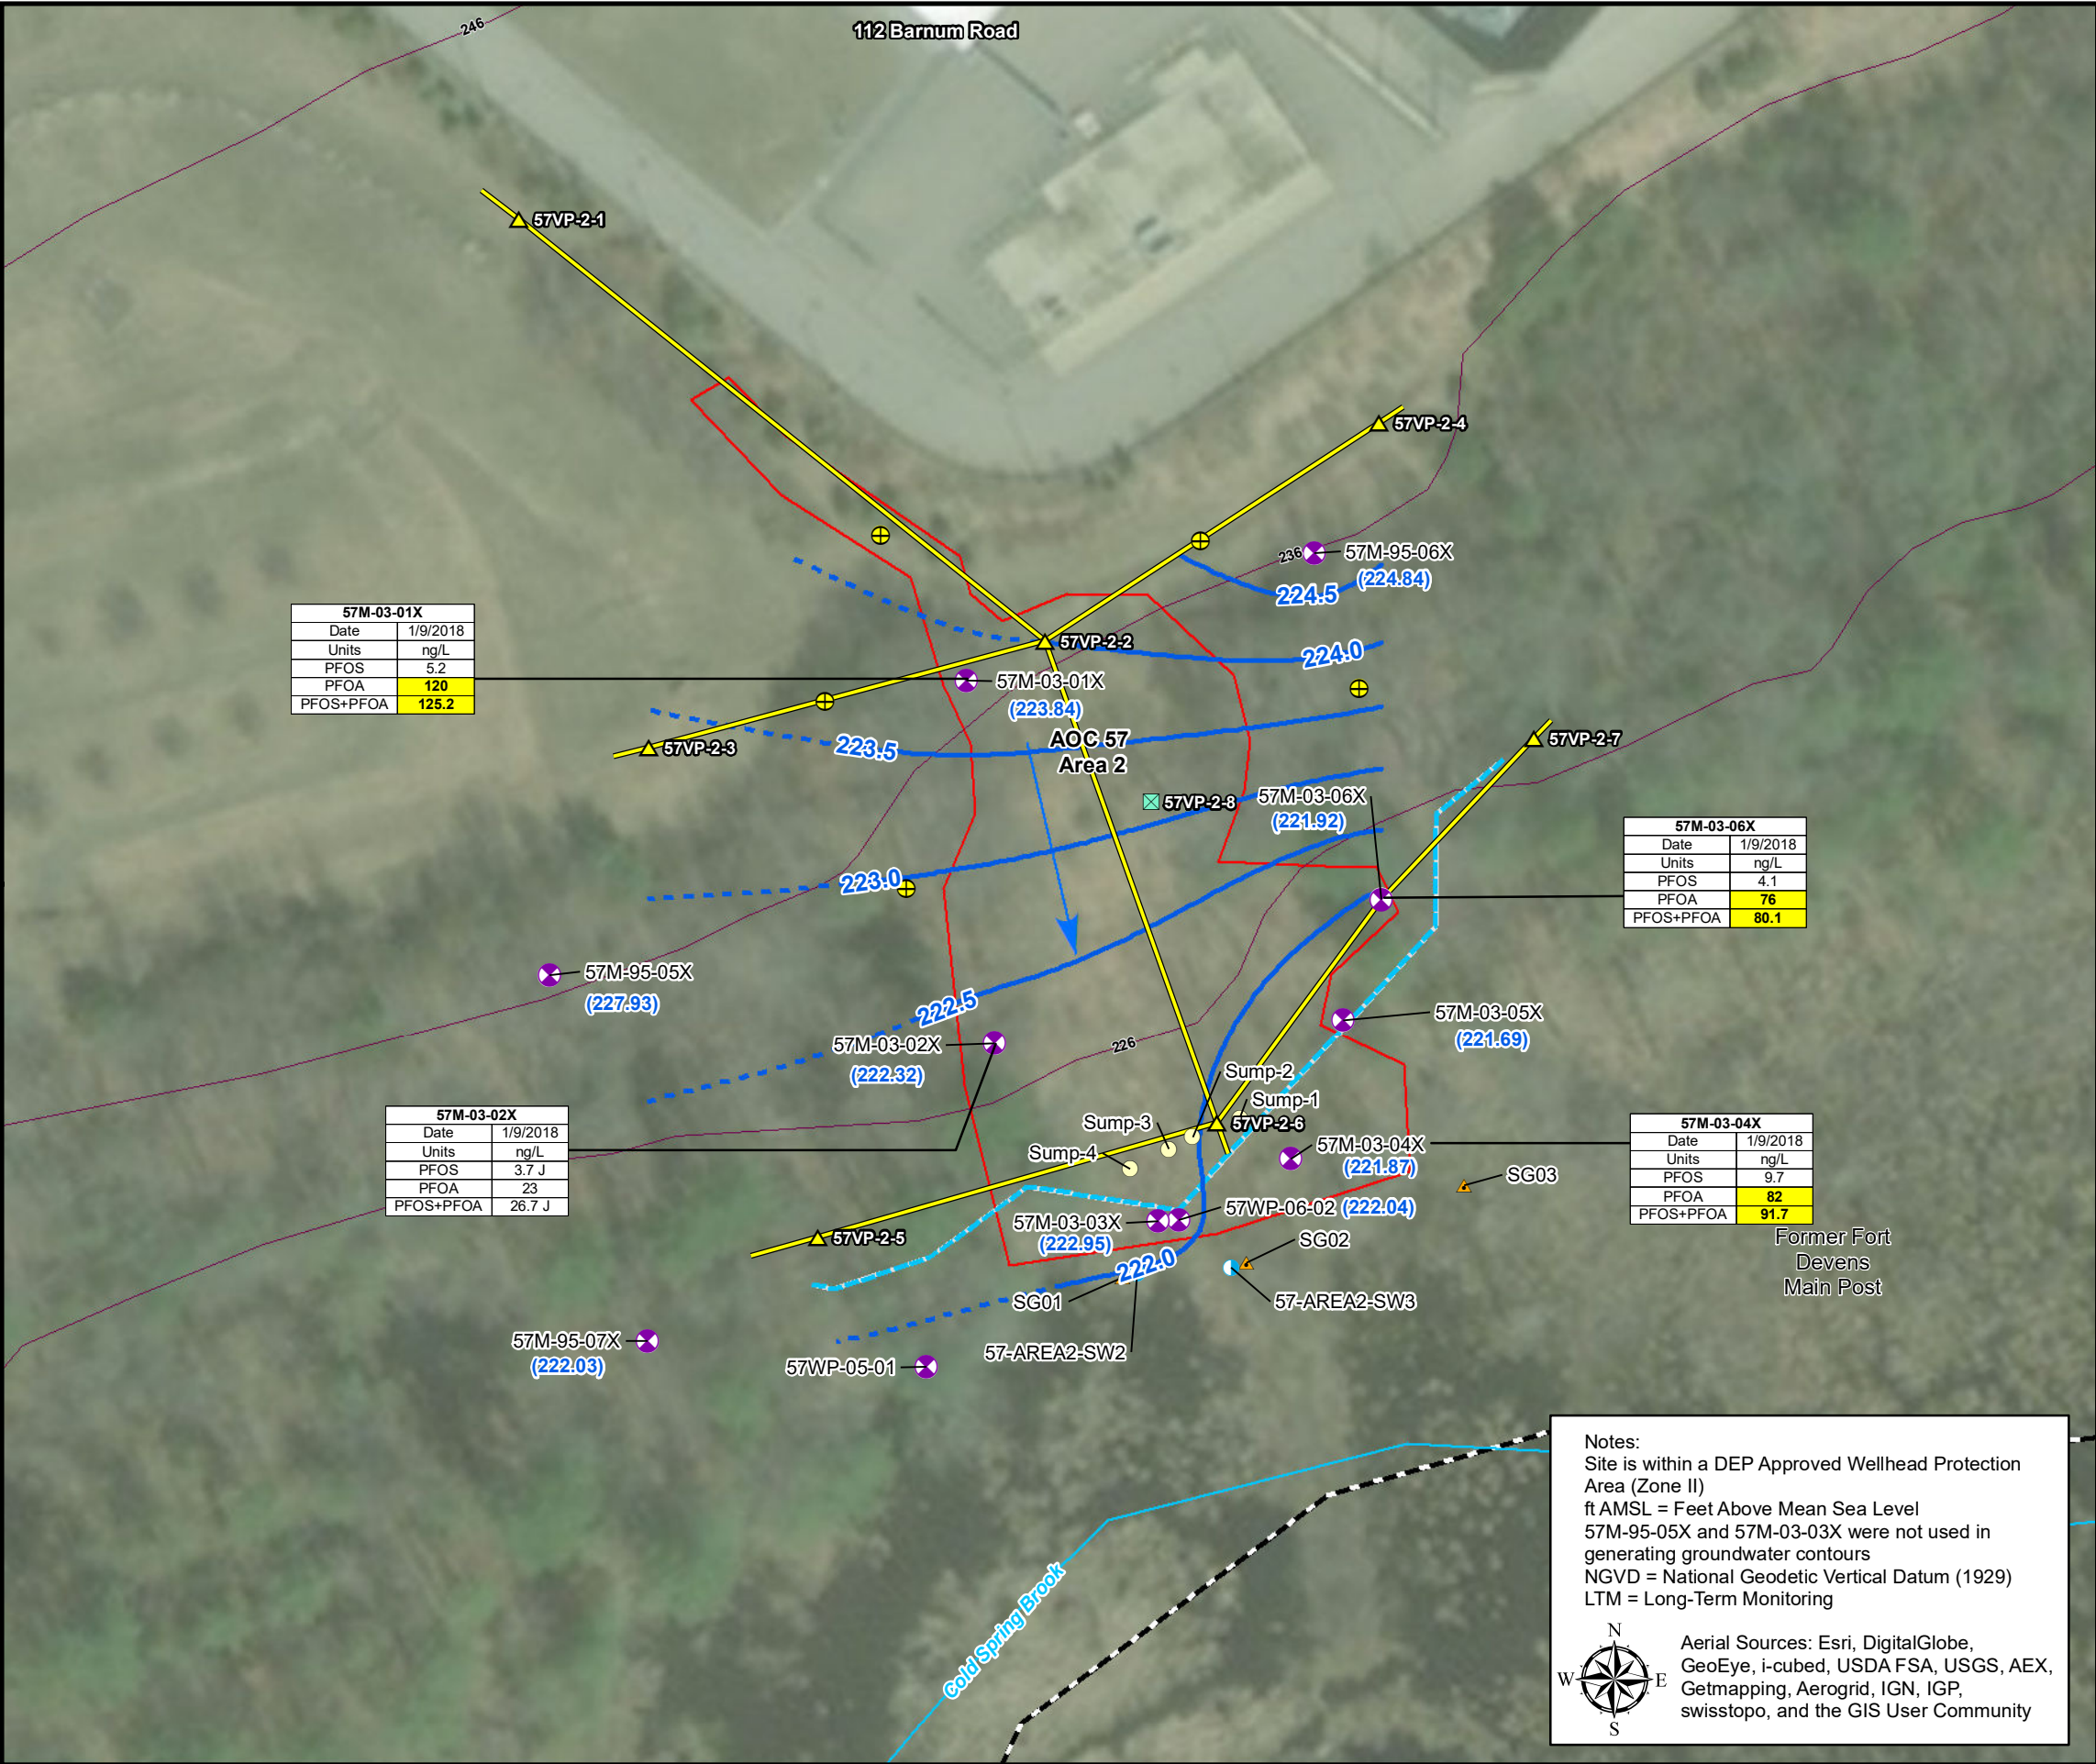 112 Barnum Road
246
57VP-2-1
57VP-2-4
236
57M-95-06X
(224.84)
224.5
57VP-2-2
224.0
57M-03-01X
Date 1/9/2018
Units ng/L
PFOS 5.2
PFOA 120
PFOS+PFOA 125.2
57M-03-01X
(223.84)
57VP-2-3
223.5
AOC 57
Area 2
57VP-2-7
57VP-2-8
57M-03-06X
(221.92)
57M-03-06X
Date 1/9/2018
Units ng/L
PFOS 4.1
PFOA 76
PFOS+PFOA 80.1
223.0
57M-95-05X
(227.93)
222.5
57M-03-02X
(222.32)
226
57M-03-05X
(221.69)
Sump-2
Sump-1
Sump-3
57VP-2-6
Sump-4
57M-03-04X
(221.87)
57M-03-02X
Date 1/9/2018
Units ng/L
PFOS 3.7 J
PFOA 23
PFOS+PFOA 26.7 J
57M-03-04X
Date 1/9/2018
Units ng/L
PFOS 9.7
PFOA 82
PFOS+PFOA 91.7
SG03
57WP-06-02 (222.04)
57M-03-03X
(222.95)
57VP-2-5
SG02
222.0
Former Fort
Devens
Main Post
SG01
57-AREA2-SW3
57-AREA2-SW2
57M-95-07X
(222.03)
57WP-05-01
Cold Spring Brook
Notes:
Site is within a DEP Approved Wellhead Protection
Area (Zone II)
ft AMSL = Feet Above Mean Sea Level
57M-95-05X and 57M-03-03X were not used in
generating groundwater contours
NGVD = National Geodetic Vertical Datum (1929)
LTM = Long-Term Monitoring
N
W E
S
Aerial Sources: Esri, DigitalGlobe,
GeoEye, i-cubed, USDA FSA, USGS, AEX,
Getmapping, Aerogrid, IGN, IGP,
swisstopo, and the GIS User Community